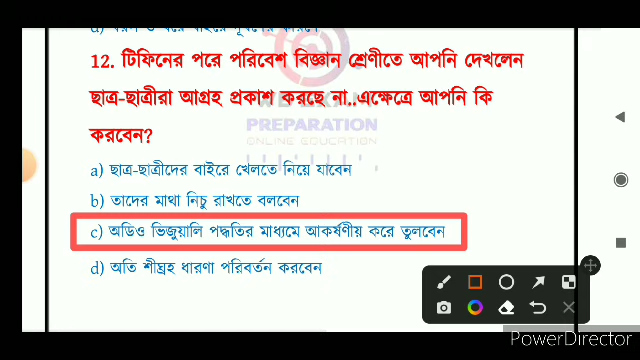 12. টিফিনের পরে পরিবেশ বিজ্ঞান শ্রেণীতে আপনি দেখলেন
ছাত্র-ছাত্রীরা আগ্রহ প্রকাশ করছে না..এক্ষেত্রে আপনি কি
করবেন?
PREPARATION
ONLINE EDUCATION
a) ছাত্র-ছাত্রীদের বাইরে খেলতে নিয়ে যাবেন
b) তাদের মাথা নিচু রাখতে বলবেন
c) অডিও ভিজুয়ালি পদ্ধতির মাধ্যমে আকর্ষণীয় করে তুলবেন
d) অতি শীঘ্রহ ধারণা পরিবর্তন করবেন
PowerDirector